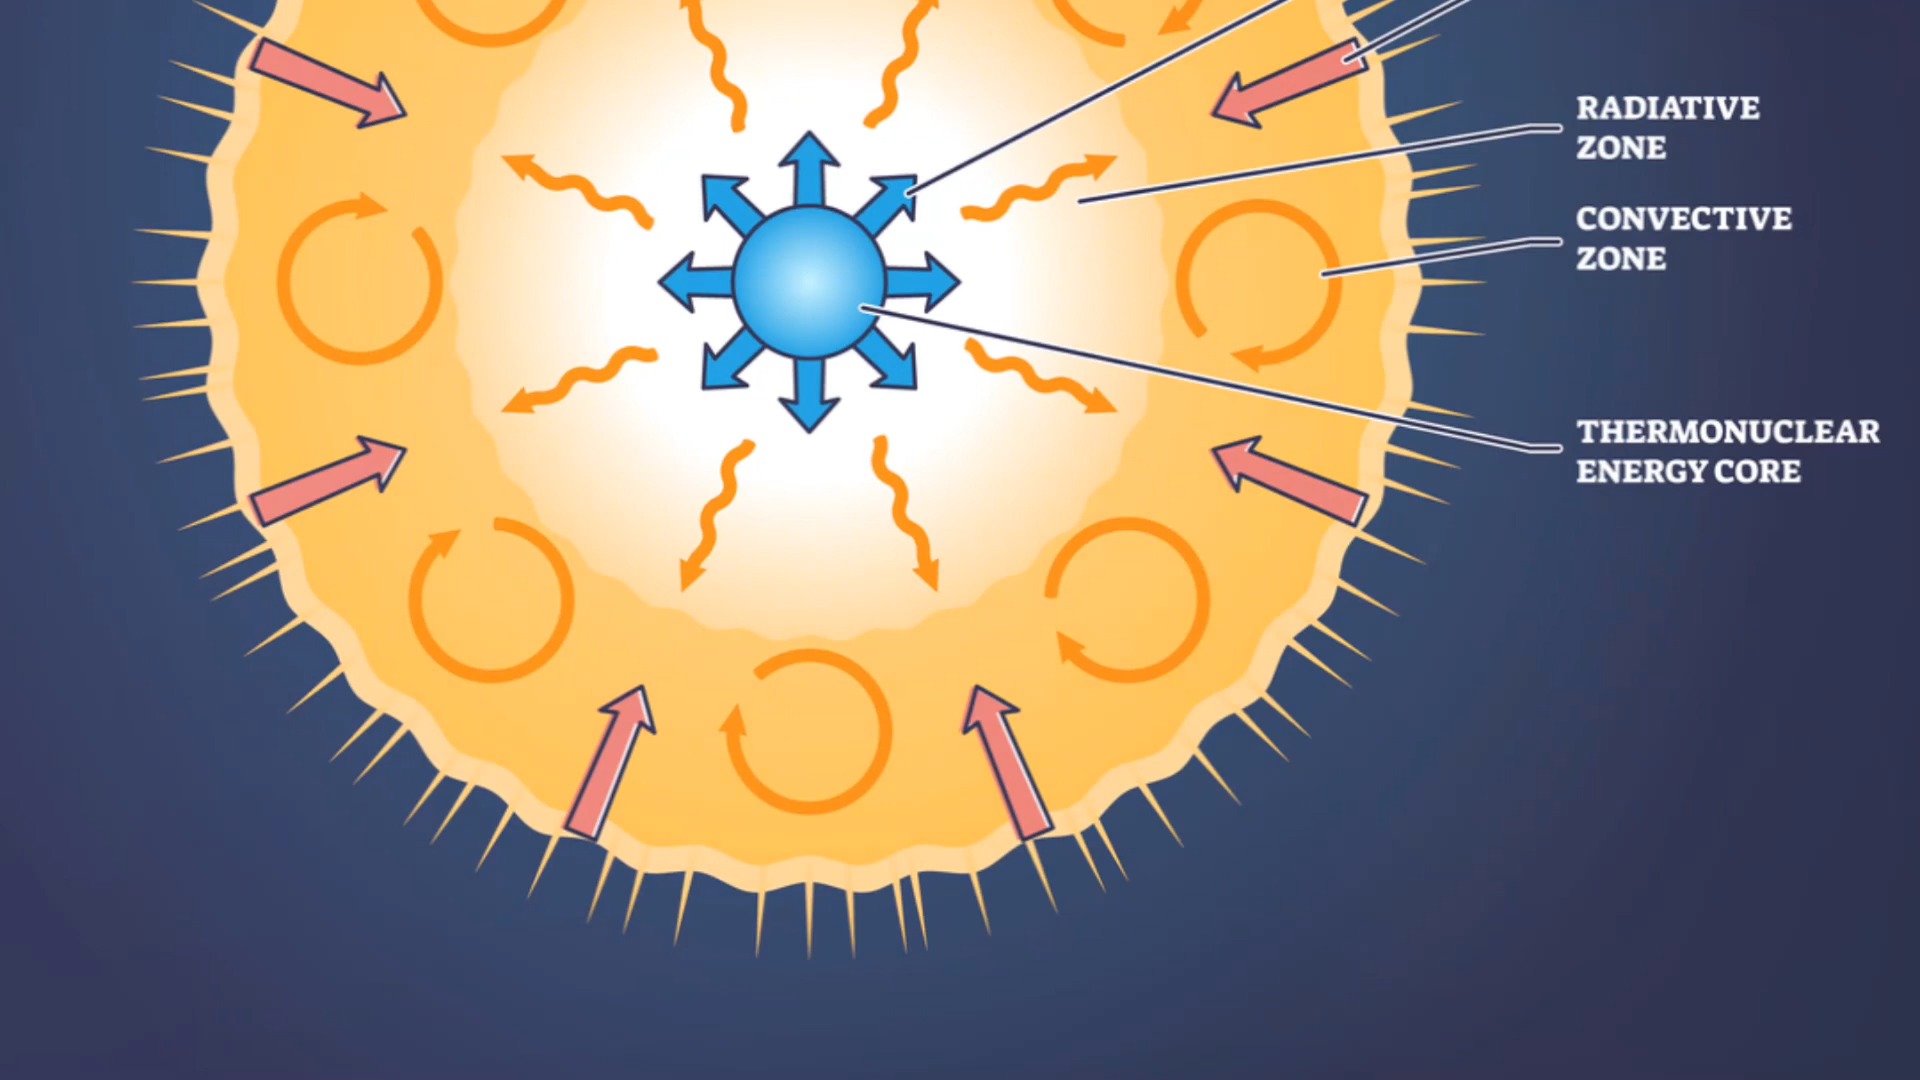 RADIATIVE
ZONE
CONVECTIVE
ZONE
THERMONUCLEAR
ENERGY CORE